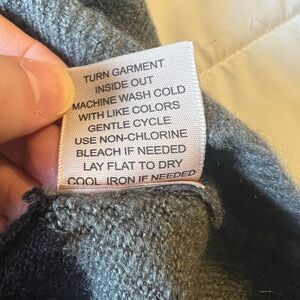 TURN GARMENT
INSIDE OUT
MACHINE WASH COLD
WITH LIKE COLORS
GENTLE CYCLE
USE NON-CHLORINE
BLEACH IF NEEDED
LAY FLAT TO DRY
COOL IRON IF NEEDED